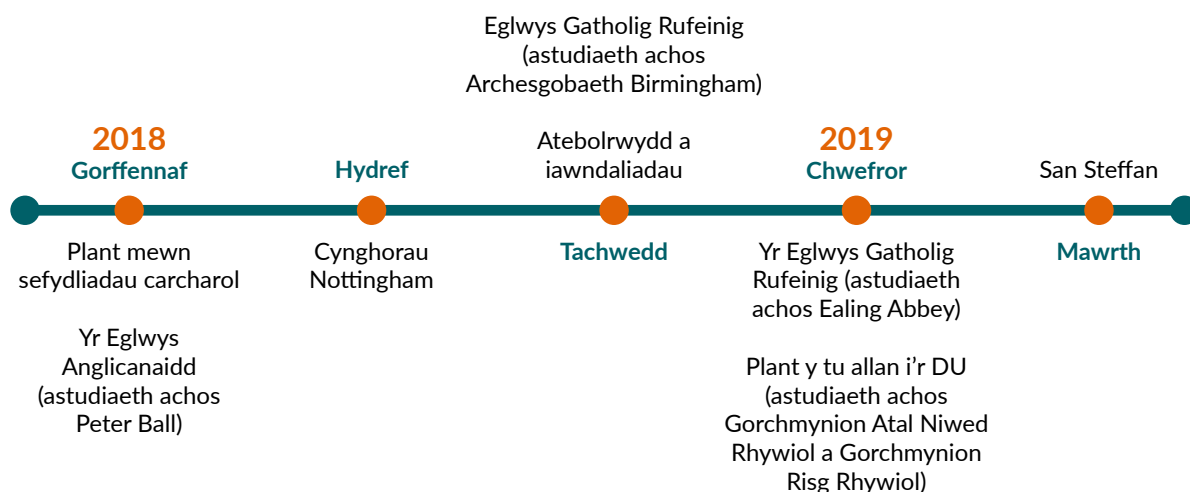 2018
Gorffennaf
Plant mewn
sefydliadau carcharol
Yr Eglwys
Anglicanaidd
(astudiaeth achos
Peter Ball)
Hydref
Cynghorau
Nottingham
Eglwys Gatholig Rufeinig
(astudiaeth achos
Archesgobaeth Birmingham)
Atebolrwydd a
iawndaliadau
Tachwedd
2019
Chwefror
Yr Eglwys Gatholig
Rufeinig (astudiaeth
achos Ealing Abbey)
Plant y tu allan i’r DU
(astudiaeth achos
Gorchmynion Atal Niwed
Rhywiol a Gorchmynion
Risg Rhywiol)
San Steffan
Mawrth